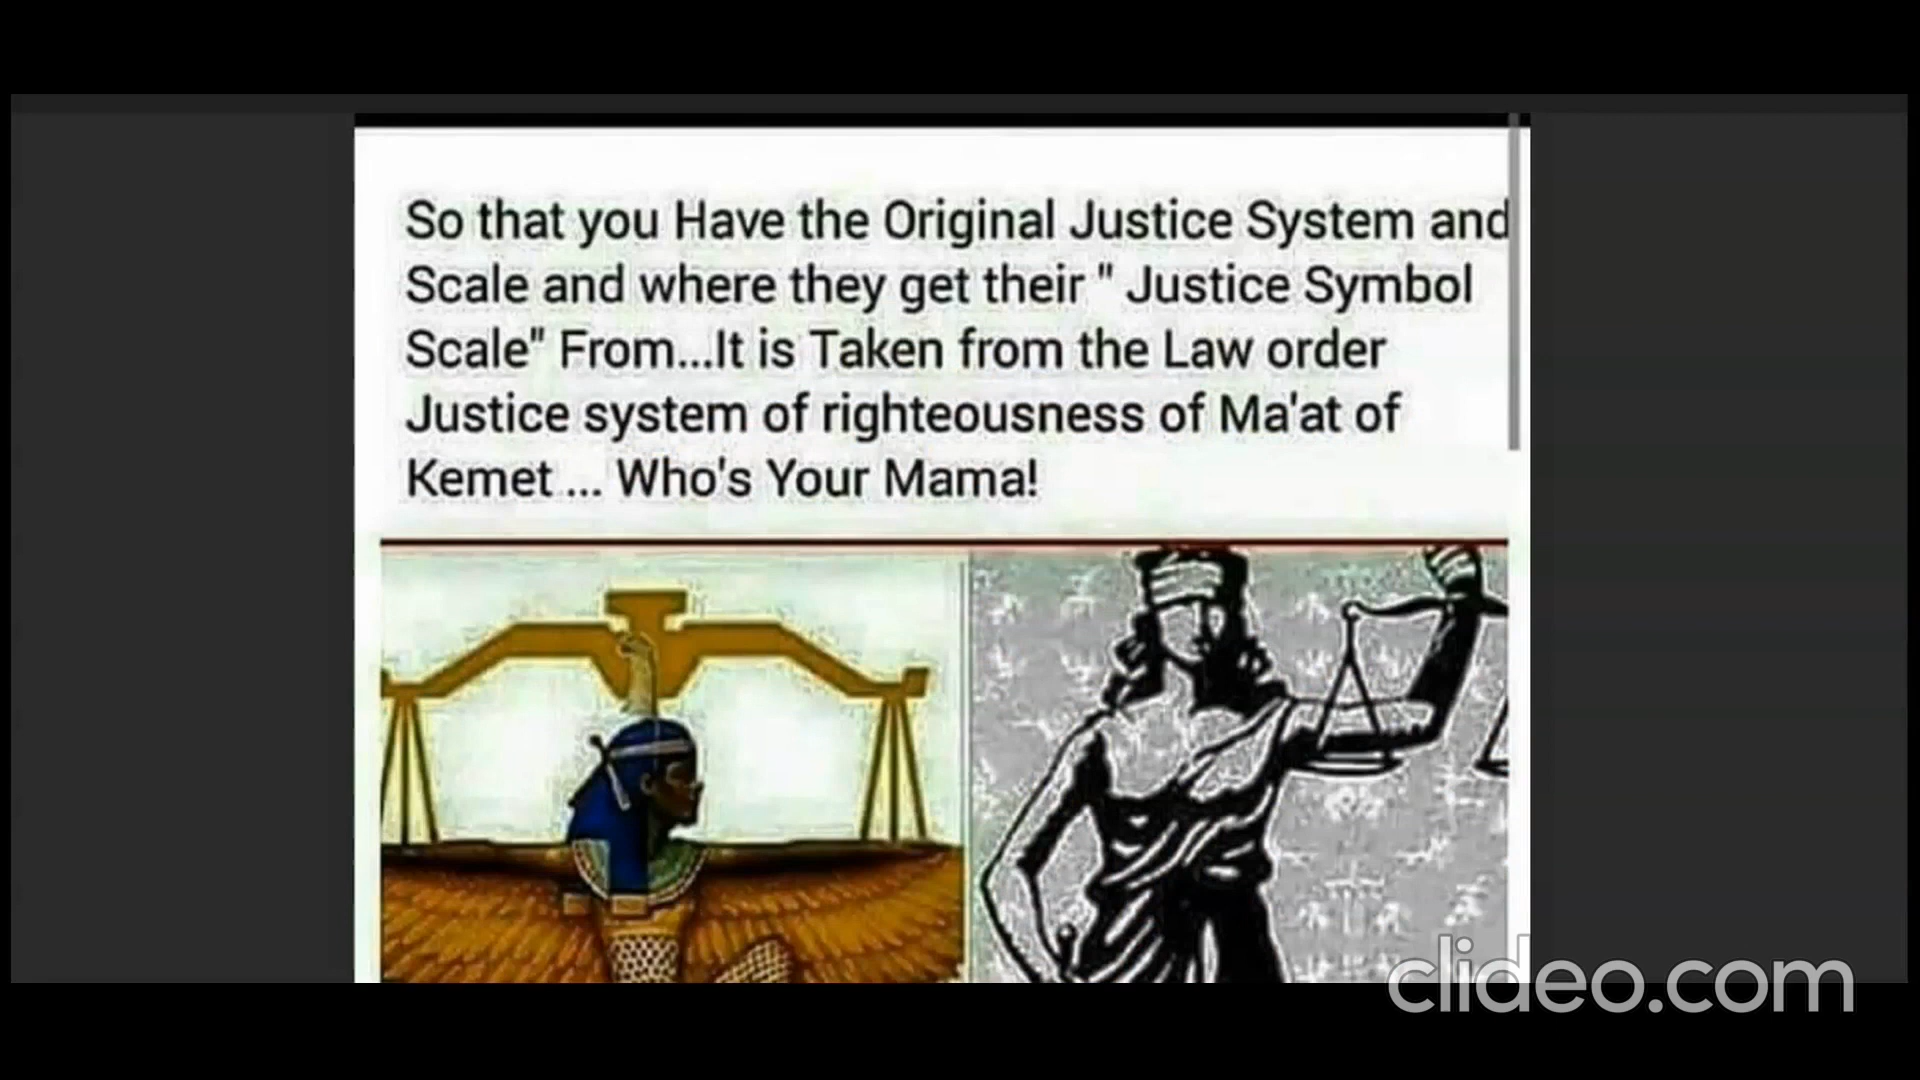 So that you Have the Original Justice System and
Scale and where they get their " Justice Symbol
Scale" From...It is Taken from the Law order
Justice system of righteousness of Ma'at of
Kemet ... Who's Your Mama!
clideo.com